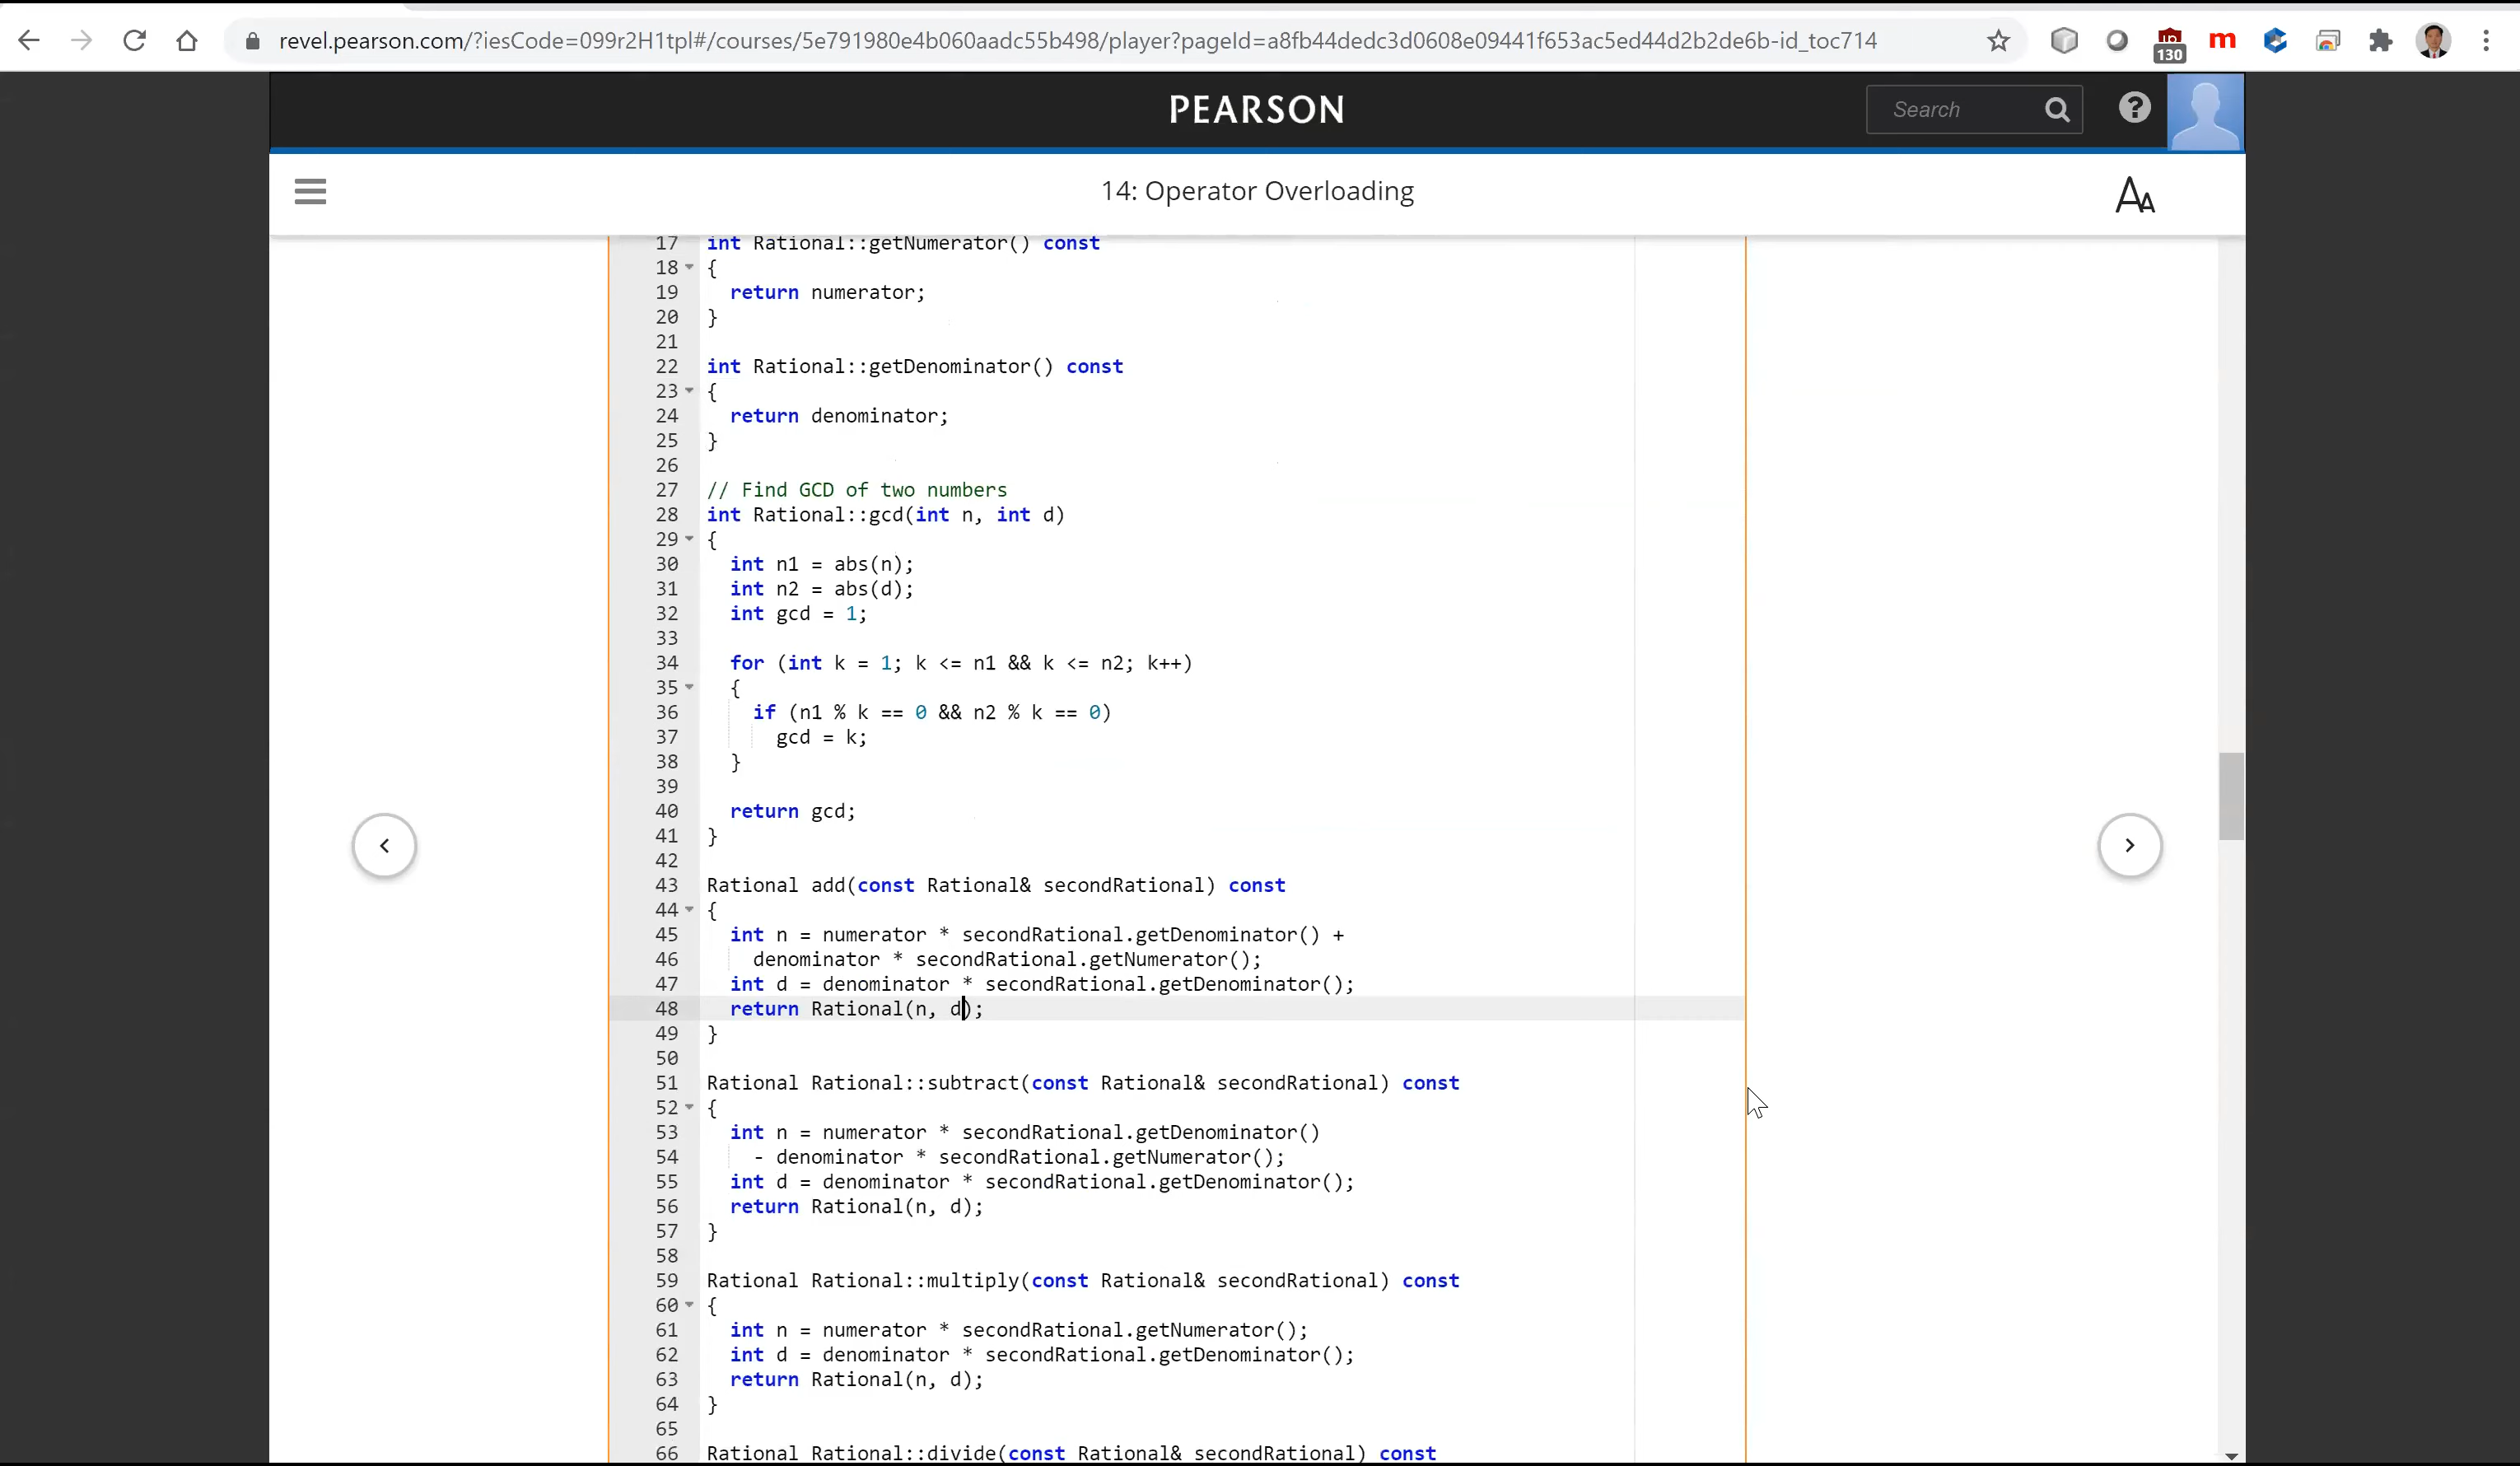 revel.pearson.com/?iesCode=099r2H1tpl#/courses/5e791980e4b060aadc55b498/player?pageId=a8fb44dedc3d0608e09441f653ac5ed44d2b2de6b-id_toc714
130
m
PEARSON
Search
?
14: Operator Overloading
AA
17 int Rational::getNumerator() const
18 {
19   return numerator;
20 }
21
22 int Rational::getDenominator() const
23 {
24   return denominator;
25 }
26
27 // Find GCD of two numbers
28 int Rational::gcd(int n, int d)
29 {
30   int n1 = abs(n);
31   int n2 = abs(d);
32   int gcd = 1;
33
34   for (int k = 1; k <= n1 && k <= n2; k++)
35   {
36     if (n1 % k == 0 && n2 % k == 0)
37       gcd = k;
38   }
39
40   return gcd;
41 }
42
43 Rational add(const Rational& secondRational) const
44 {
45   int n = numerator * secondRational.getDenominator() +
46     denominator * secondRational.getNumerator();
47   int d = denominator * secondRational.getDenominator();
48   return Rational(n, d);
49 }
50
51 Rational Rational::subtract(const Rational& secondRational) const
52 {
53   int n = numerator * secondRational.getDenominator()
54     - denominator * secondRational.getNumerator();
55   int d = denominator * secondRational.getDenominator();
56   return Rational(n, d);
57 }
58
59 Rational Rational::multiply(const Rational& secondRational) const
60 {
61   int n = numerator * secondRational.getNumerator();
62   int d = denominator * secondRational.getDenominator();
63   return Rational(n, d);
64 }
65
66 Rational Rational::divide(const Rational& secondRational) const